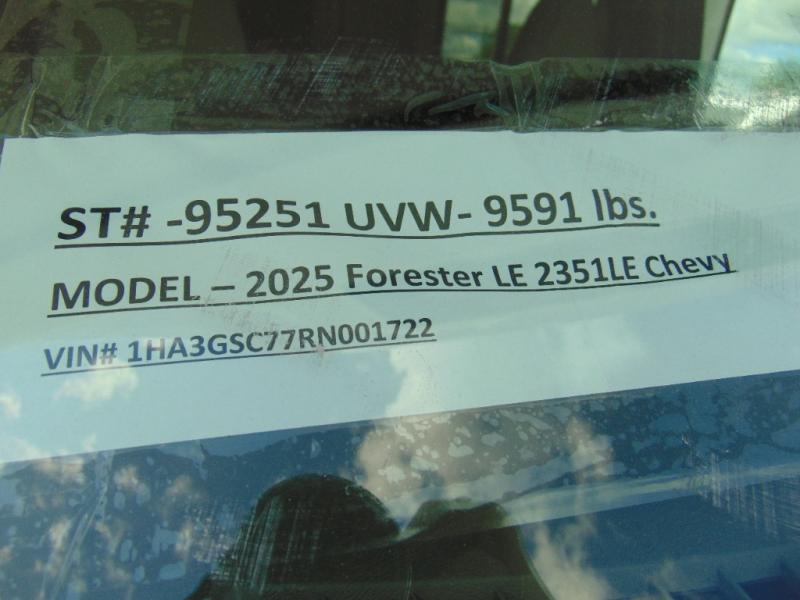 ST# -95251 UVW- 9591 lbs.
MODEL – 2025 Forester LE 2351LE Chevy
VIN# 1HA3GSC77RN001722